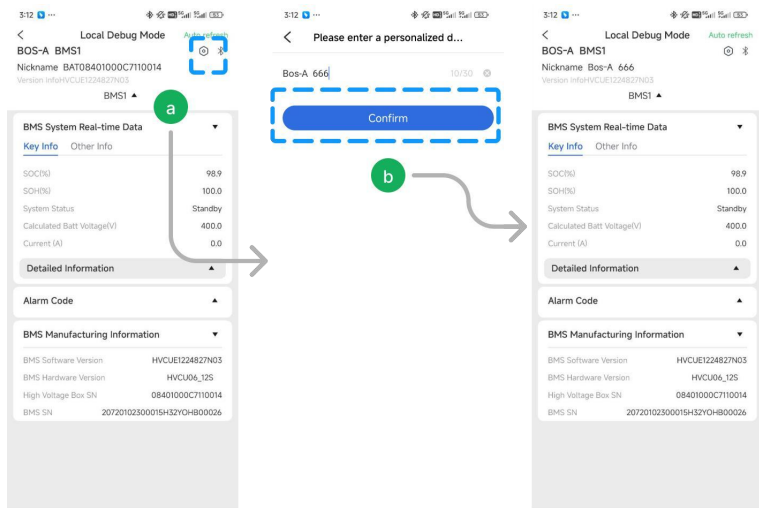 3:12
Local Debug Mode Auto refresh
BOS-A BMS1
Nickname BAT08401000C7110014
Version infoHVCUE1224827N03
BMS1 ▲
a
BMS System Real-time Data ▼
Key Info Other Info
SOC(%) 98.9
SOH(%) 100.0
System Status Standby
Calculated Batt Voltage(V) 400.0
Current (A) 0.0
Detailed Information ▲
Alarm Code ▲
BMS Manufacturing Information ▼
BMS Software Version HVCUE1224827N03
BMS Hardware Version HVCU06_12S
High Voltage Box SN 08401000C7110014
BMS SN 20720102300015H32YOHB00026
3:12
Please enter a personalized d...
Bos-A 666 10/30
Confirm
b
3:12
Local Debug Mode Auto refresh
BOS-A BMS1
Nickname Bos-A 666
Version infoHVCUE1224827N03
BMS1 ▲
BMS System Real-time Data ▼
Key Info Other Info
SOC(%) 98.9
SOH(%) 100.0
System Status Standby
Calculated Batt Voltage(V) 400.0
Current (A) 0.0
Detailed Information ▲
Alarm Code ▲
BMS Manufacturing Information ▼
BMS Software Version HVCUE1224827N03
BMS Hardware Version HVCU06_12S
High Voltage Box SN 08401000C7110014
BMS SN 20720102300015H32YOHB00026